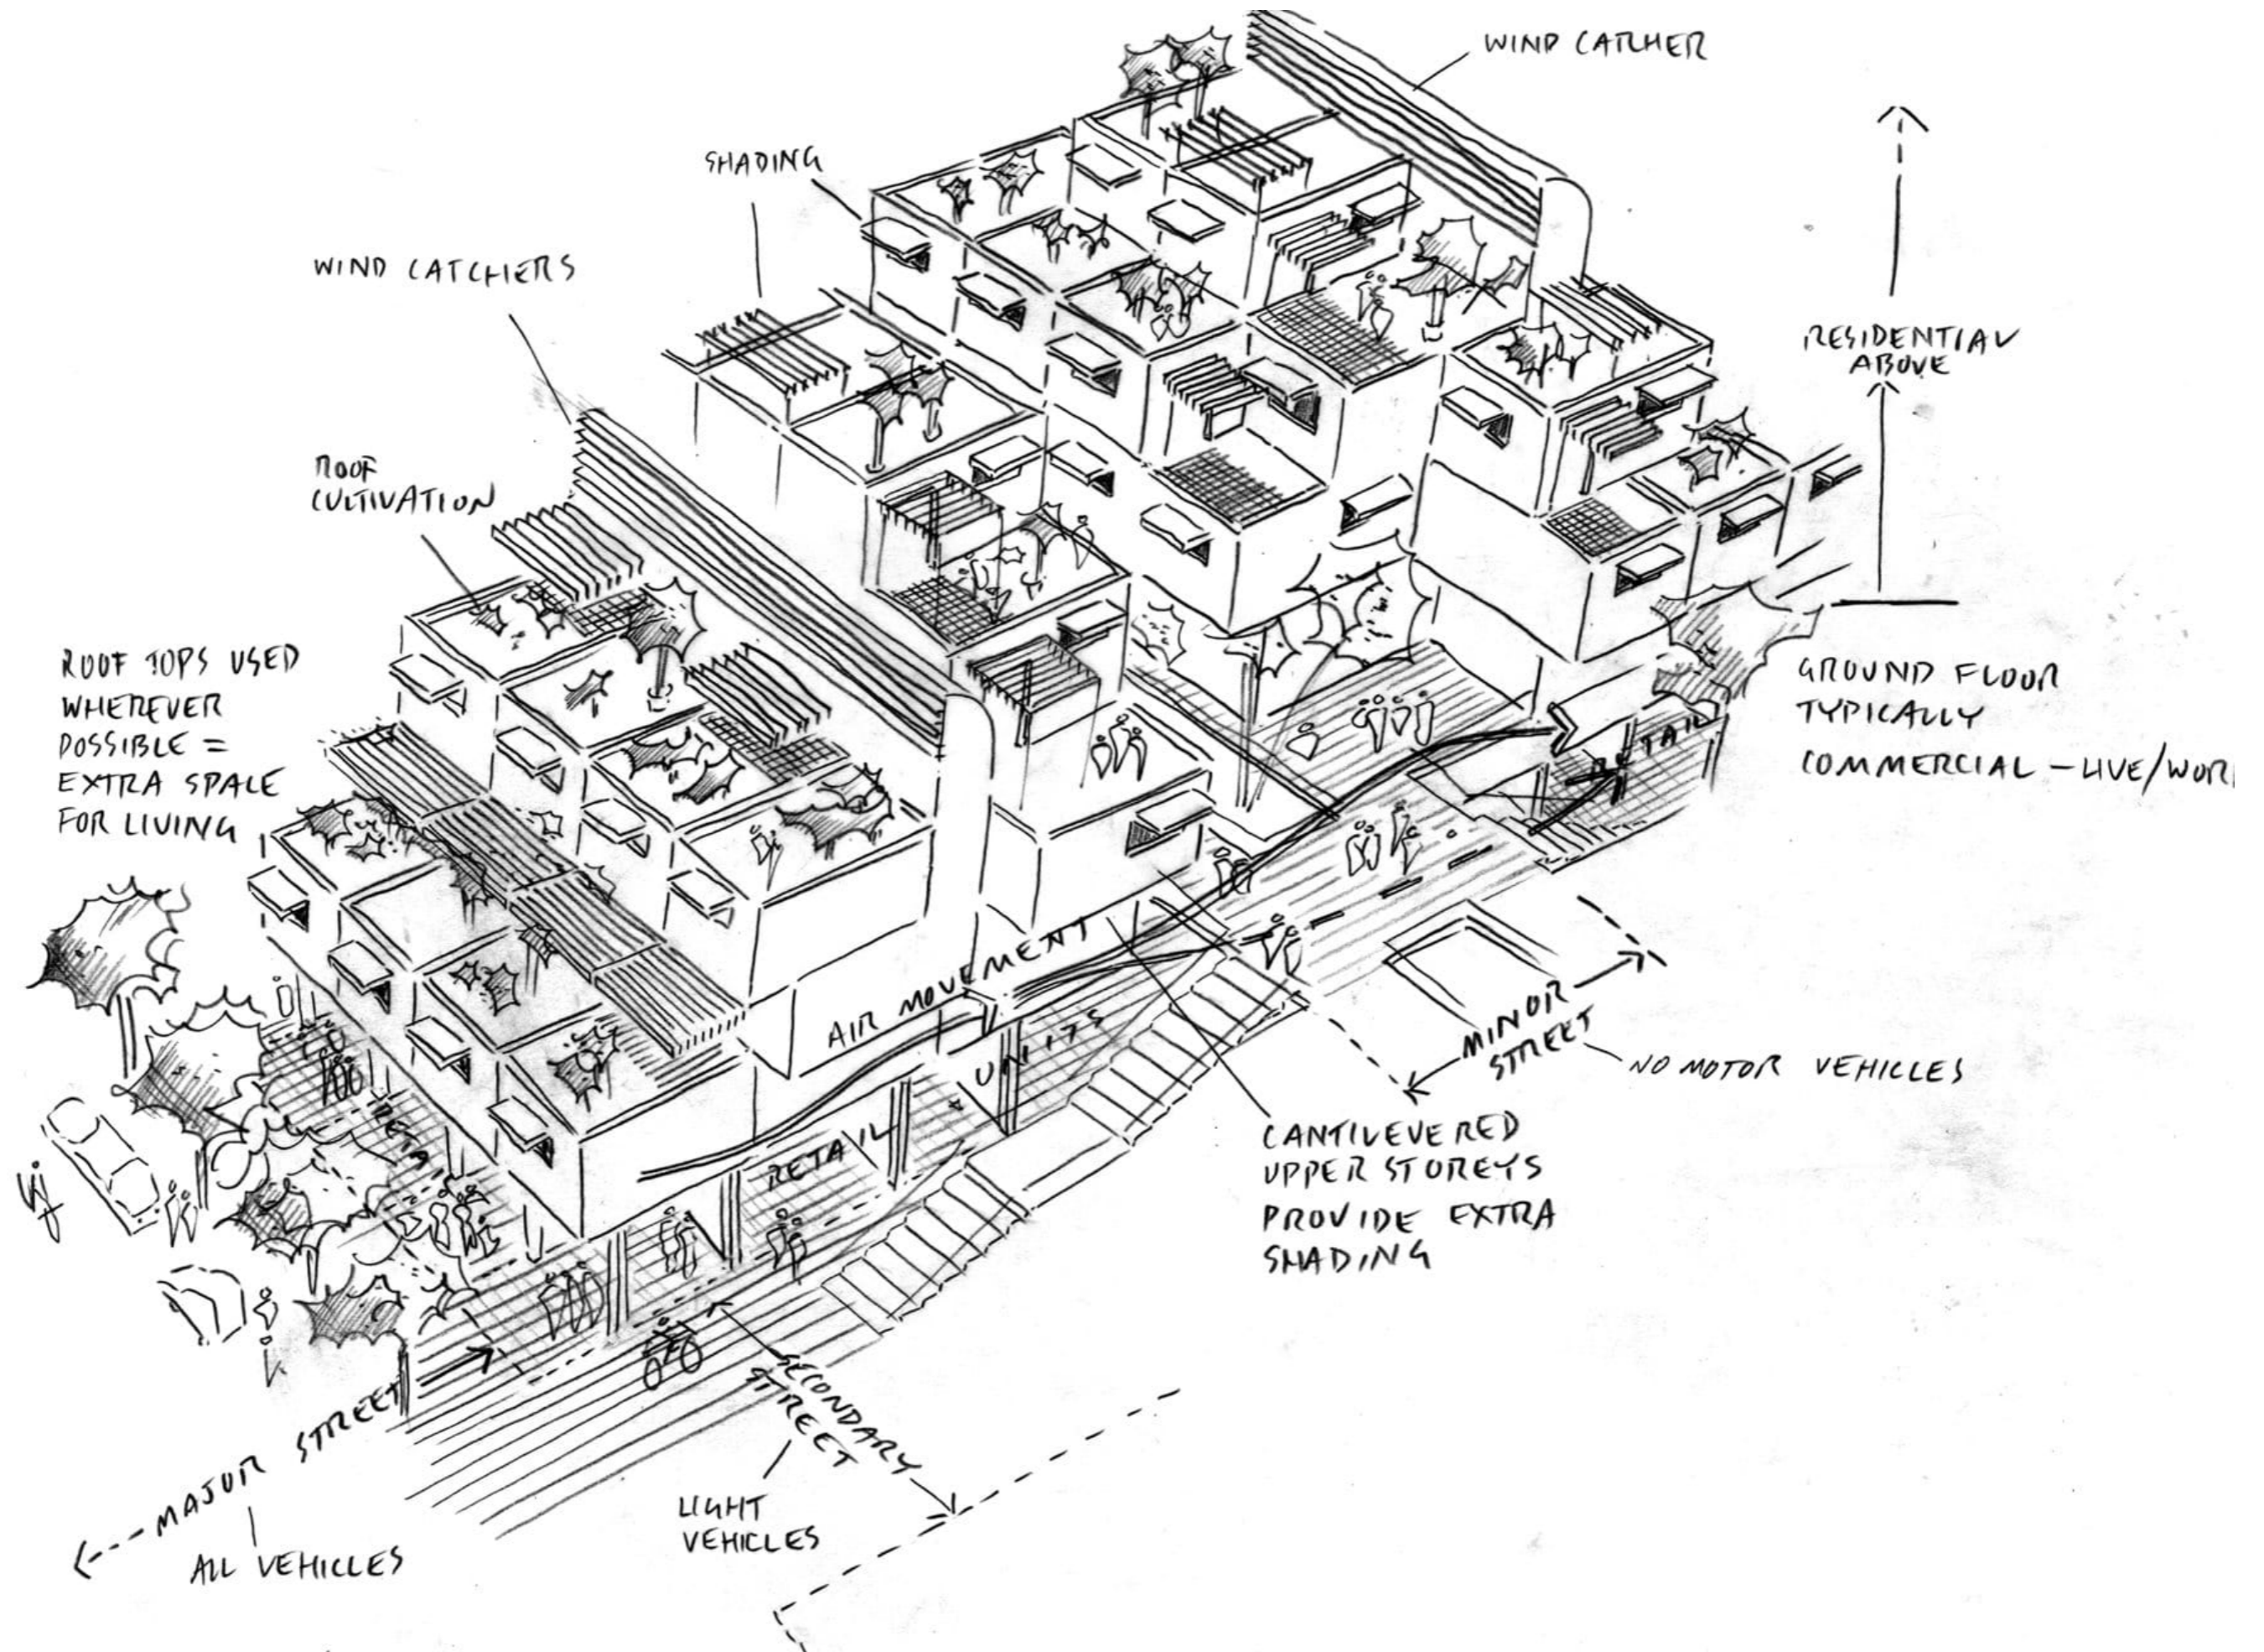 WIND CATCHER
SHADING
WIND CATCHERS
RESIDENTIAL
ABOVE
ROOF
CULTIVATION
ROOF TOPS USED
WHEREVER
POSSIBLE =
EXTRA SPACE
FOR LIVING
GROUND FLOOR
TYPICALLY
COMMERCIAL – LIVE/WOR
RETAIL
AIR MOVEMENT
UNITS
RETAIL
RETAIL
MINOR
STREET
NO MOTOR VEHICLES
CANTILEVERED
UPPER STOREYS
PROVIDE EXTRA
SHADING
SECONDARY
STREET
MAJOR STREET
LIGHT
VEHICLES
ALL VEHICLES